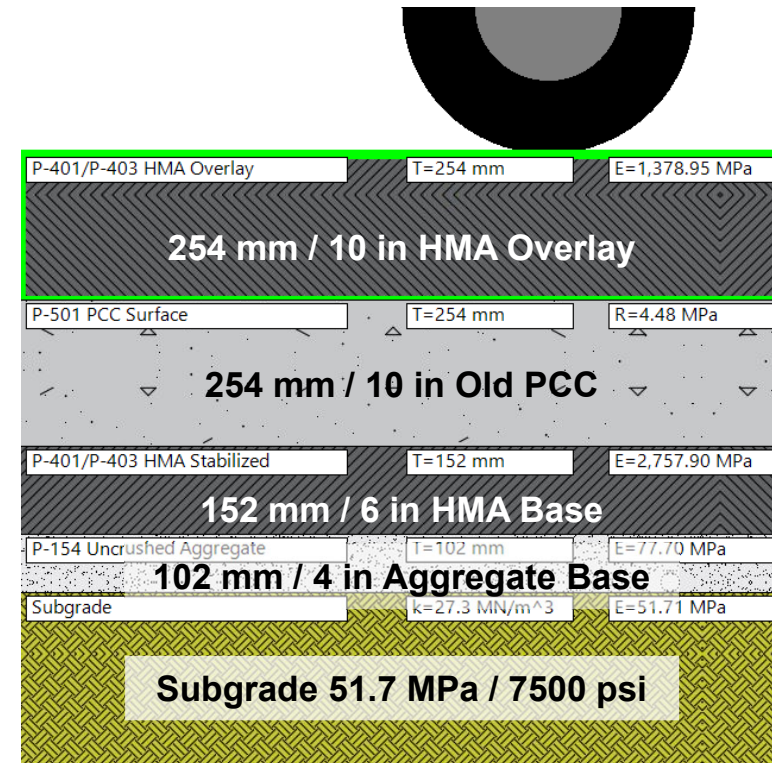 P-401/P-403 HMA Overlay T=254 mm E=1,378.95 MPa
254 mm / 10 in HMA Overlay
P-501 PCC Surface T=254 mm R=4.48 MPa
254 mm / 10 in Old PCC
P-401/P-403 HMA Stabilized T=152 mm E=2,757.90 MPa
152 mm / 6 in HMA Base
P-154 Uncrushed Aggregate T=102 mm E=77.70 MPa
102 mm / 4 in Aggregate Base
Subgrade k=27.3 MN/m^3 E=51.71 MPa
Subgrade 51.7 MPa / 7500 psi